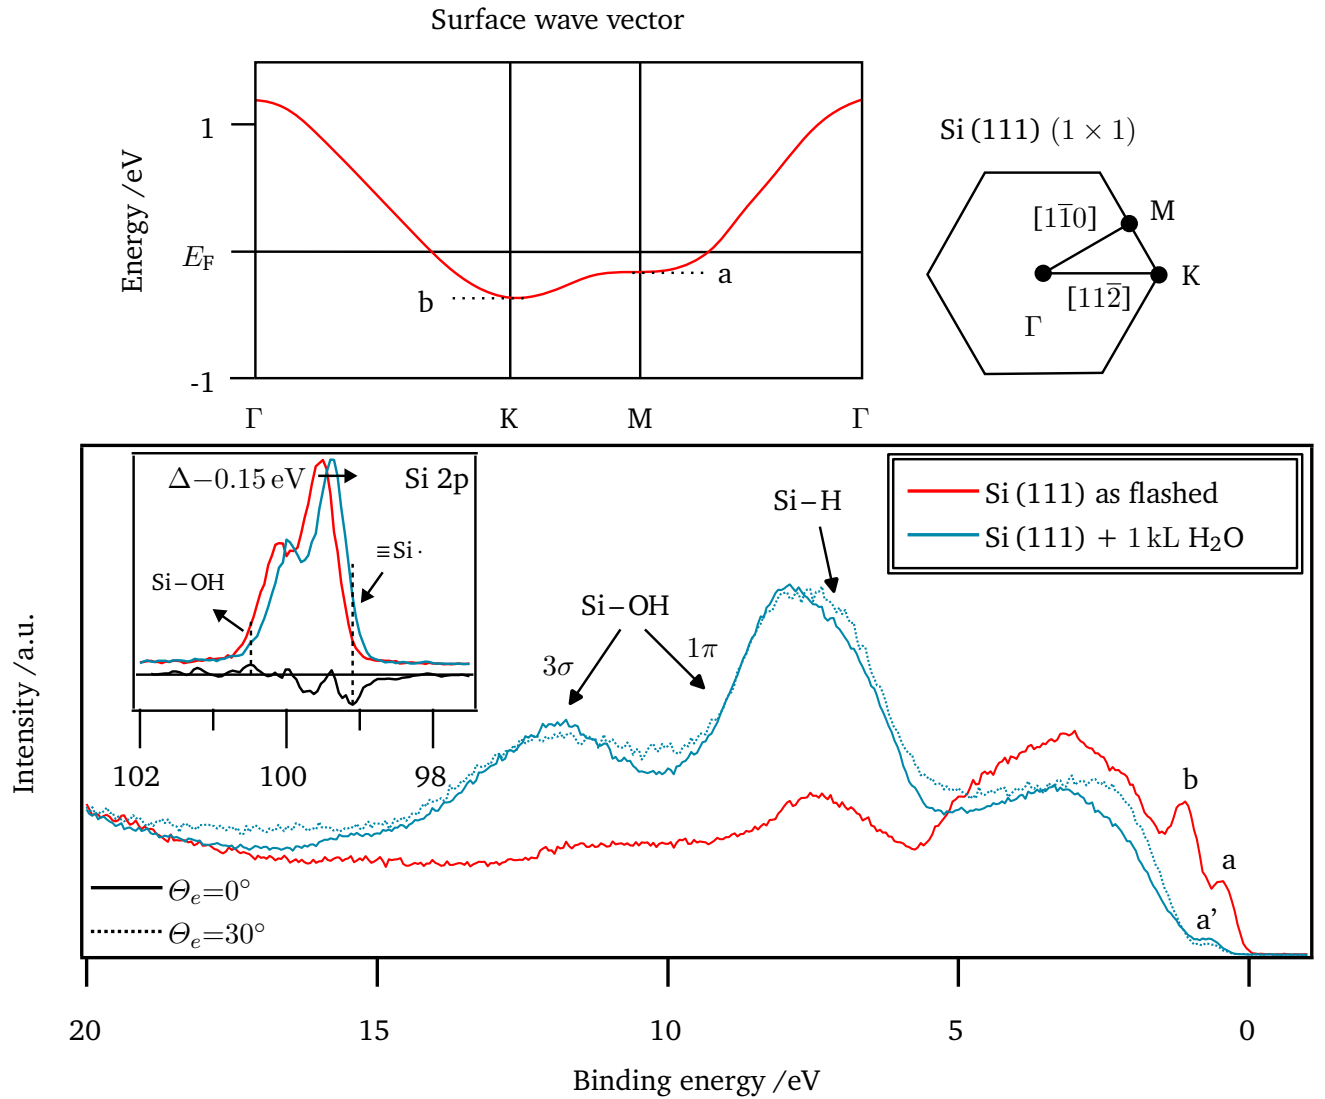 Surface wave vector
Energy /eV
1
E_F
-1
b
a
Γ
K
M
Γ
Si(111) (1 × 1)
[11̅0]
M
[112̅]
K
Γ
Δ−0.15 eV
Si 2p
Si−OH
≡Si·
102
100
98
Si−H
Si−OH
3σ
1π
Si(111) as flashed
Si(111) + 1 kL H₂O
b
a
a’
Θₑ=0°
Θₑ=30°
Intensity /a.u.
20
15
10
5
0
Binding energy /eV